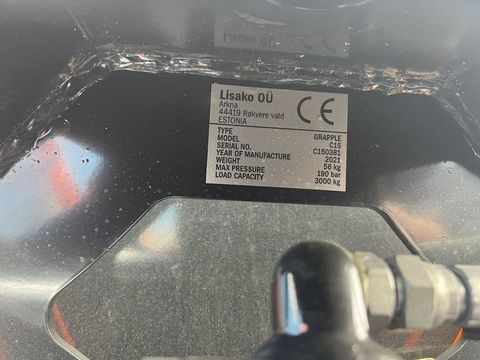 Lisako OÜ
Arkna
44419 Rakvere vald
ESTONIA
CE
TYPE GRAPPLE
MODEL C15
SERIAL NO. C150381
YEAR OF MANUFACTURE 2021
WEIGHT 56 kg
MAX PRESSURE 190 bar
LOAD CAPACITY 3000 kg